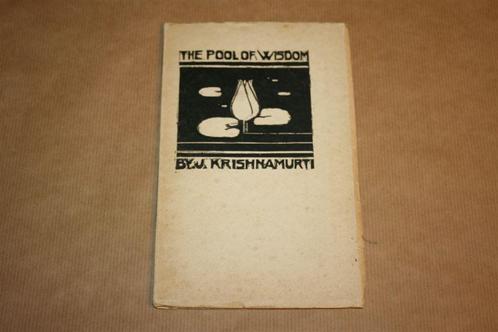 THE POOL OF WISDOM
BY J. KRISHNAMURTI